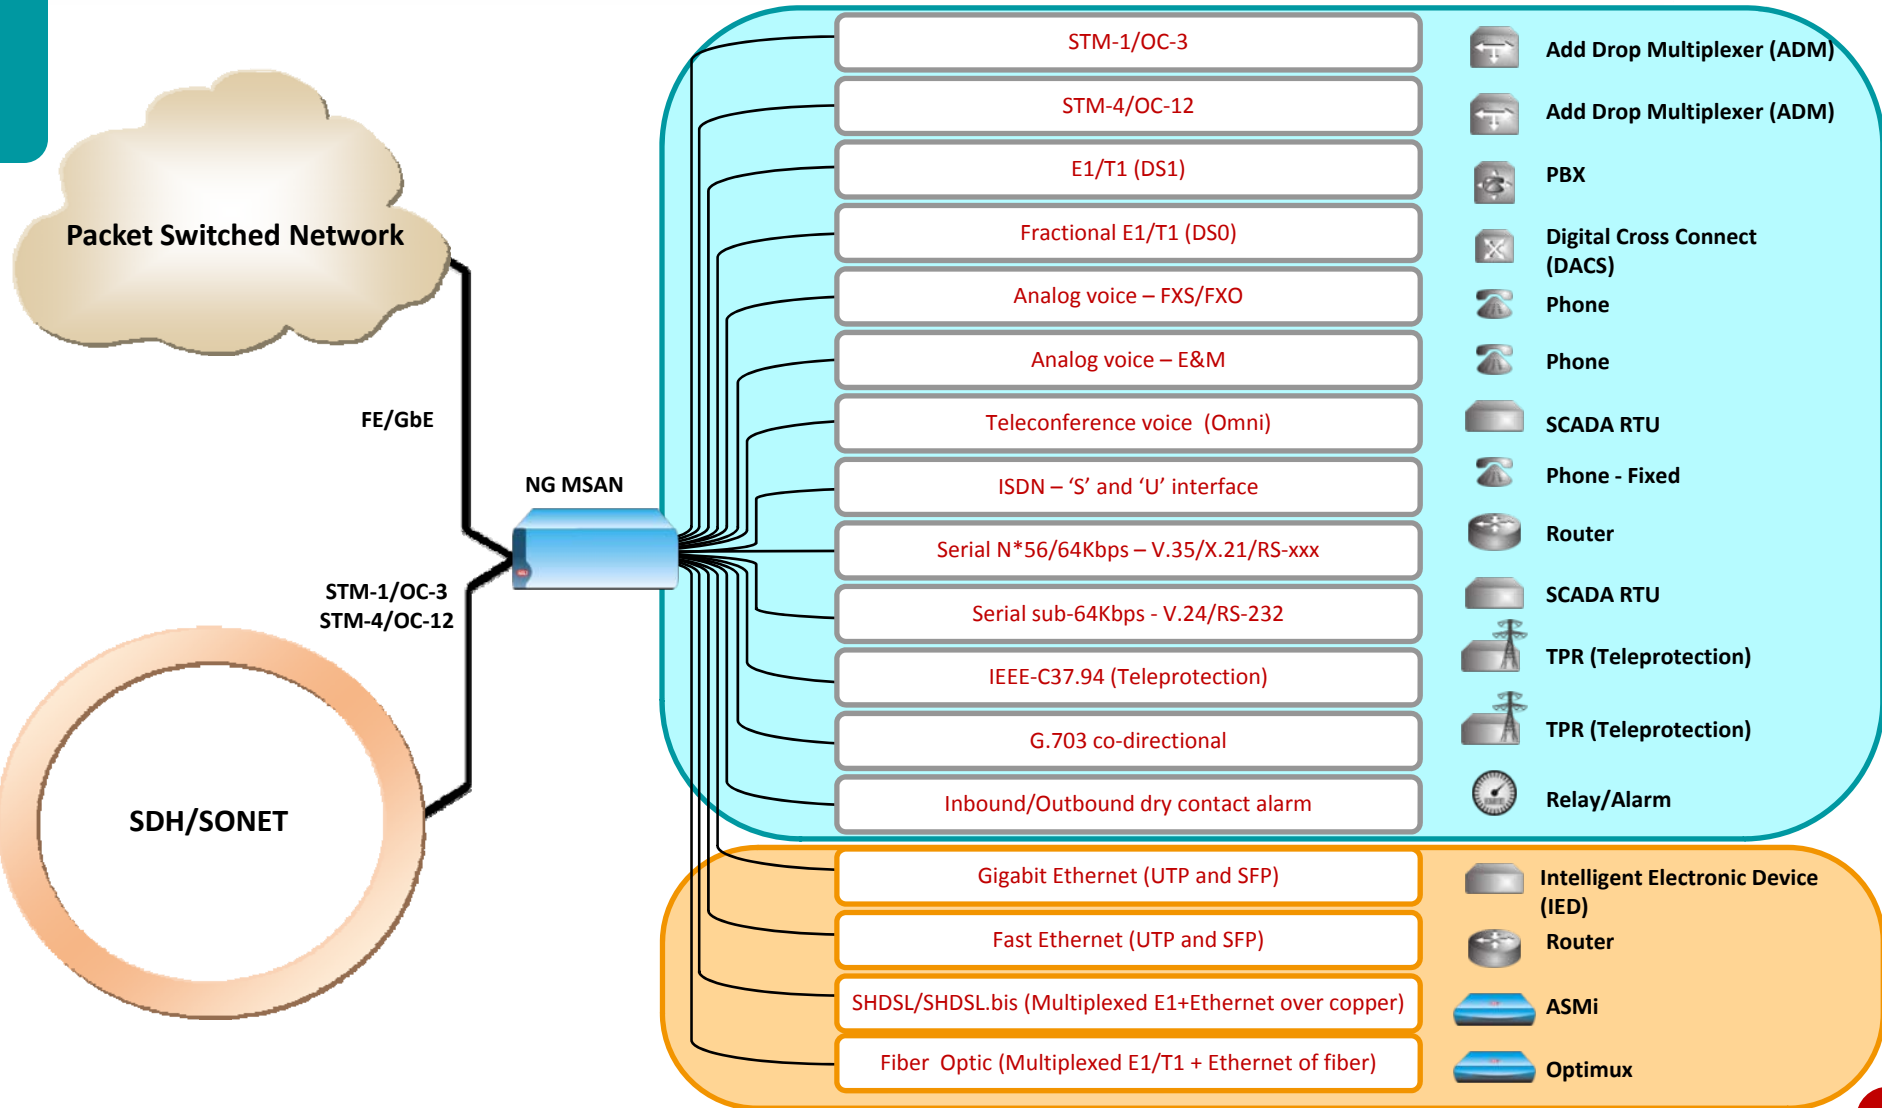 Packet Switched Network
FE/GbE
NG MSAN
STM-1/OC-3
STM-4/OC-12
SDH/SONET
STM-1/OC-3
Add Drop Multiplexer (ADM)
STM-4/OC-12
Add Drop Multiplexer (ADM)
E1/T1 (DS1)
PBX
Fractional E1/T1 (DS0)
Digital Cross Connect
(DACS)
Analog voice – FXS/FXO
Phone
Analog voice – E&M
Phone
Teleconference voice (Omni)
SCADA RTU
ISDN – ‘S’ and ‘U’ interface
Phone - Fixed
Serial N*56/64Kbps – V.35/X.21/RS-xxx
Router
Serial sub-64Kbps - V.24/RS-232
SCADA RTU
IEEE-C37.94 (Teleprotection)
TPR (Teleprotection)
G.703 co-directional
TPR (Teleprotection)
Inbound/Outbound dry contact alarm
Relay/Alarm
Gigabit Ethernet (UTP and SFP)
Intelligent Electronic Device
(IED)
Fast Ethernet (UTP and SFP)
Router
SHDSL/SHDSL.bis (Multiplexed E1+Ethernet over copper)
ASMi
Fiber Optic (Multiplexed E1/T1 + Ethernet of fiber)
Optimux